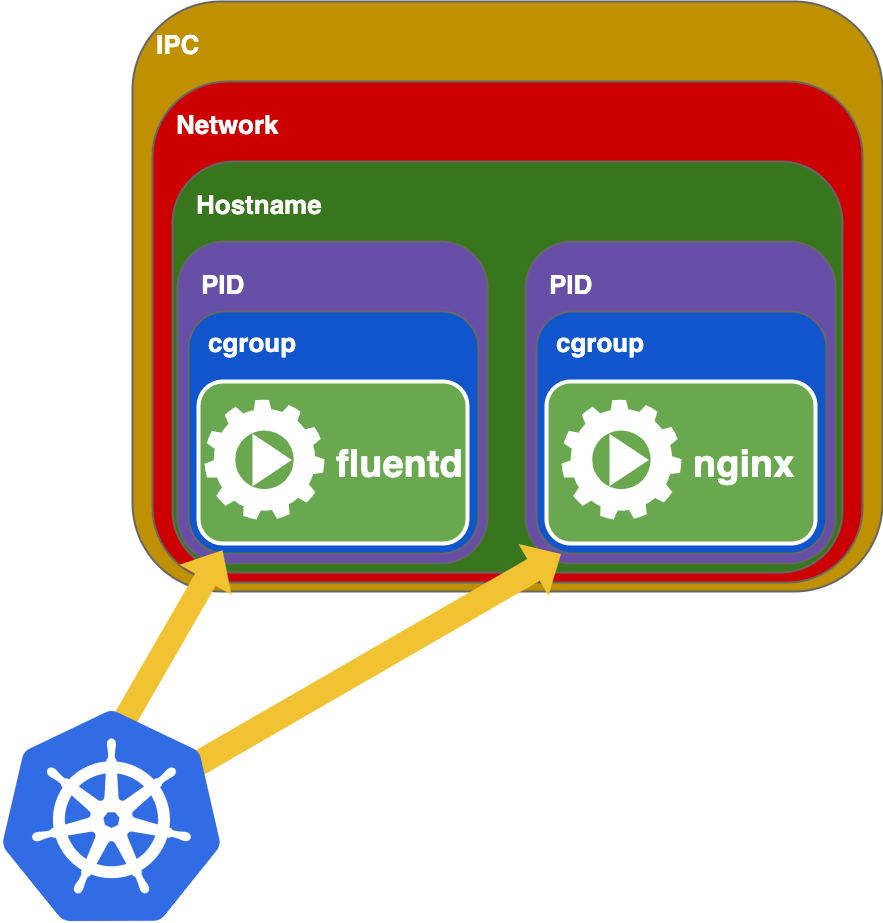 IPC
Network
Hostname
PID
PID
cgroup
cgroup
fluentd
nginx